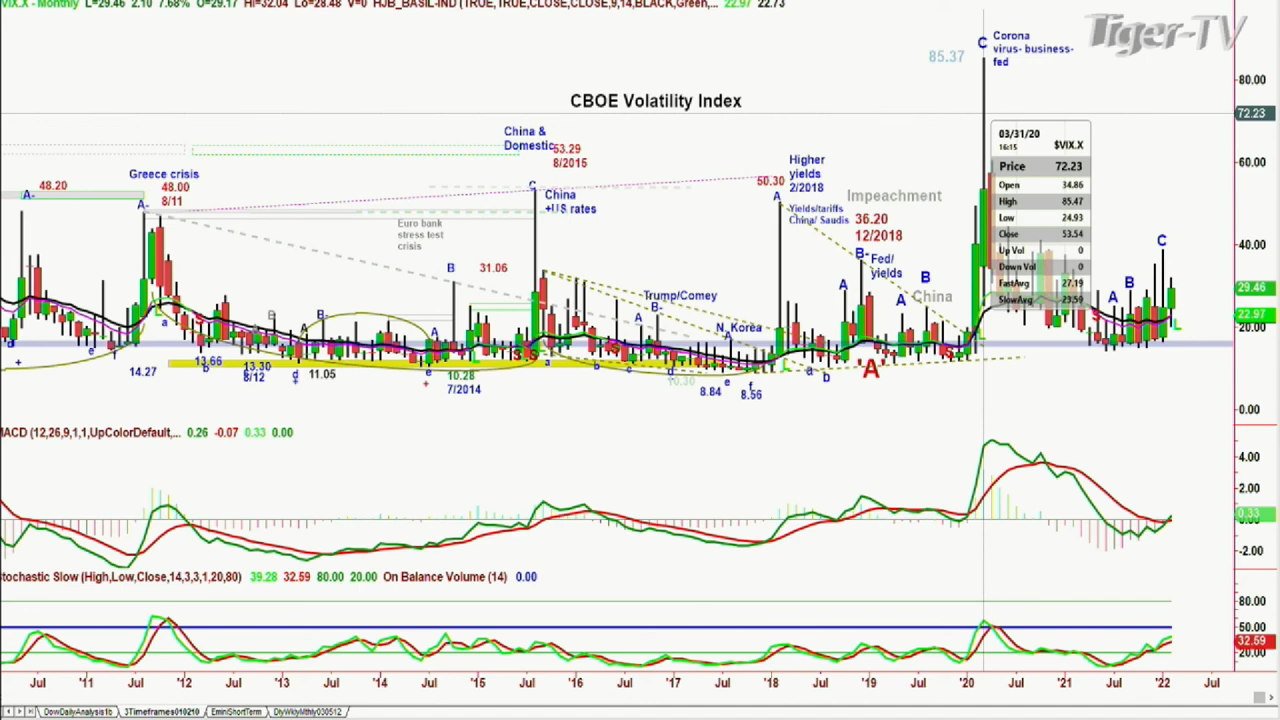 VIX.X - Monthly L=29.46 2.10 7.68% O=29.17 Hi=32.04 Lo=28.48 V=0 HJB_BASIL-IND (TRUE,TRUE,CLOSE,CLOSE,9,14,BLACK,Green,... 22.97 22.73
Tiger-TV
CBOE Volatility Index
85.37
C
Corona
virus- business-
fed
80.00
72.23
60.00
40.00
29.46
22.97
20.00
0.00
03/31/20
16:15 $VIX.X
Price 72.23
Open 34.86
High 85.47
Low 24.93
Close 53.54
Up Vol 0
Down Vol 0
FastAvg 27.19
SlowAvg 23.59
A- 48.20
Greece crisis
A- 48.00
8/11
Euro bank
stress test
crisis
China &
Domestic 53.29
8/2015
C
China
+US rates
B 31.06
Higher
yields
2/2018
50.30
A
Yields/tariffs
China/ Saudis
Impeachment
36.20
12/2018
B-
Fed/
yields
A
A
B
China
Trump/Comey
A
B-
N. Korea
A
A
B
A
B-
A
A
B
C
L
14.27
13.66
13.30
8/12
11.05
10.28
7/2014
10.30
8.84
8.56
'A'
MACD (12,26,9,1,1,UpColorDefault,... 0.26 -0.07 0.33 0.00
4.00
2.00
0.33
-2.00
Stochastic Slow (High,Low,Close,14,3,3,1,20,80) 39.28 32.59 80.00 20.00 On Balance Volume (14) 0.00
80.00
50.00
32.59
20.00
Jul '11 Jul '12 Jul '13 Jul '14 Jul '15 Jul '16 Jul '17 Jul '18 Jul '19 Jul '20 Jul '21 Jul '22 Jul
DowDailyAnalysis1b 3Timeframes010210 EminiShortTerm DlyWklyMthly030512